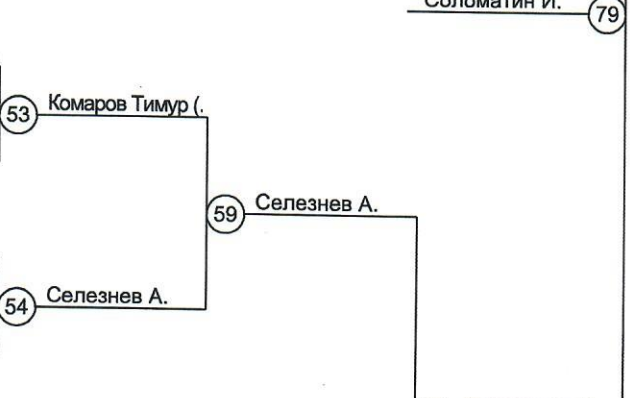 Соломатин И.
79
53
Комаров Тимур (.
59
Селезнев А.
54
Селезнев А.